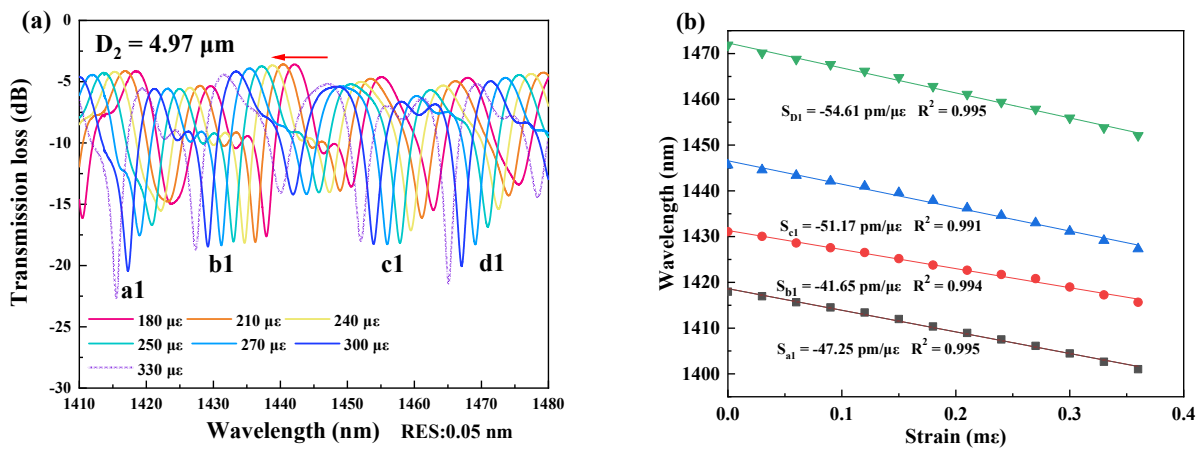 (a)
D₂ = 4.97 μm
0
-5
-10
-15
-20
-25
-30
Transmission loss (dB)
a1
b1
c1
d1
180 με
210 με
240 με
250 με
270 με
300 με
330 με
1410
1420
1430
1440
1450
1460
1470
1480
Wavelength (nm)
RES:0.05 nm
(b)
1470
1460
1450
1440
1430
1420
1410
1400
Wavelength (nm)
S_D1 = -54.61 pm/με R² = 0.995
S_c1 = -51.17 pm/με R² = 0.991
S_b1 = -41.65 pm/με R² = 0.994
S_a1 = -47.25 pm/με R² = 0.995
0.0
0.1
0.2
0.3
0.4
Strain (mε)